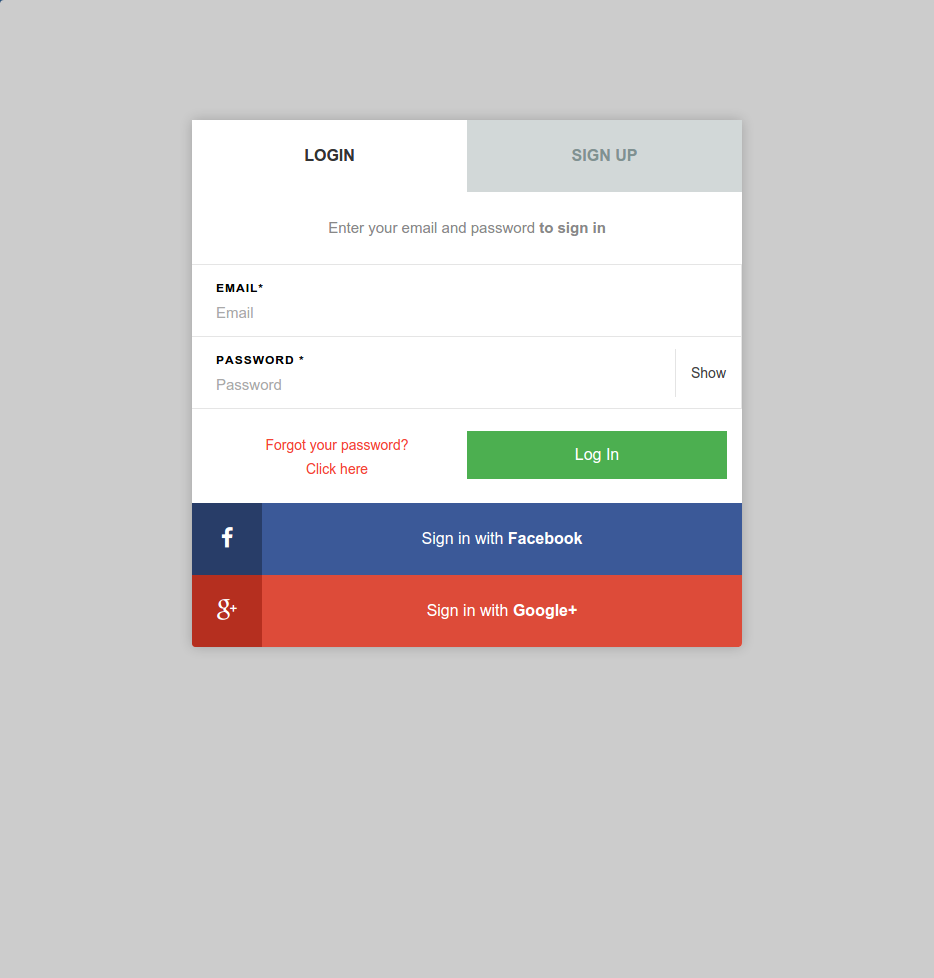 LOGIN
SIGN UP
Enter your email and password to sign in
EMAIL*
Email
PASSWORD *
Password
Show
Forgot your password?
Click here
Log In
f
Sign in with Facebook
g+
Sign in with Google+